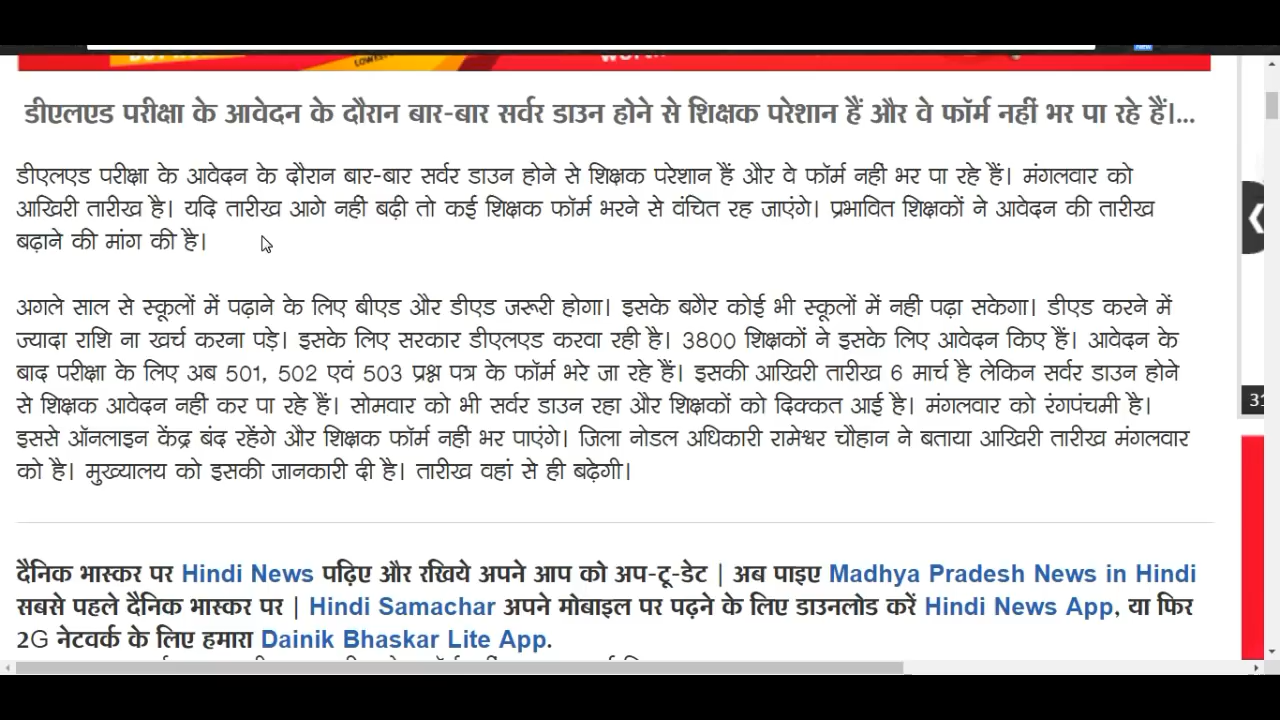 LOWEST
डीएलएड परीक्षा के आवेदन के दौरान बार-बार सर्वर डाउन होने से शिक्षक परेशान हैं और वे फॉर्म नहीं भर पा रहे हैं।...
डीएलएड परीक्षा के आवेदन के दौरान बार-बार सर्वर डाउन होने से शिक्षक परेशान हैं और वे फॉर्म नहीं भर पा रहे हैं। मंगलवार को
आखिरी तारीख है। यदि तारीख आगे नहीं बढ़ी तो कई शिक्षक फॉर्म भरने से वंचित रह जाएंगे। प्रभावित शिक्षकों ने आवेदन की तारीख
बढ़ाने की मांग की है।
अगले साल से स्कूलों में पढ़ाने के लिए बीएड और डीएड जरूरी होगा। इसके बगैर कोई भी स्कूलों में नहीं पढ़ा सकेगा। डीएड करने में
ज्यादा राशि ना खर्च करना पड़े। इसके लिए सरकार डीएलएड करवा रही है। 3800 शिक्षकों ने इसके लिए आवेदन किए हैं। आवेदन के
बाद परीक्षा के लिए अब 501, 502 एवं 503 प्रश्न पत्र के फॉर्म भरे जा रहे हैं। इसकी आखिरी तारीख 6 मार्च है लेकिन सर्वर डाउन होने
से शिक्षक आवेदन नहीं कर पा रहे हैं। सोमवार को भी सर्वर डाउन रहा और शिक्षकों को दिक्कत आई है। मंगलवार को रंगपंचमी है।
इससे ऑनलाइन केंद्र बंद रहेंगे और शिक्षक फॉर्म नहीं भर पाएंगे। जिला नोडल अधिकारी रामेश्वर चौहान ने बताया आखिरी तारीख मंगलवार
को है। मुख्यालय को इसकी जानकारी दी है। तारीख वहां से ही बढ़ेगी।
दैनिक भास्कर पर Hindi News पढ़िए और रखिये अपने आप को अप-टू-डेट | अब पाइए Madhya Pradesh News in Hindi
सबसे पहले दैनिक भास्कर पर | Hindi Samachar अपने मोबाइल पर पढ़ने के लिए डाउनलोड करें Hindi News App, या फिर
2G नेटवर्क के लिए हमारा Dainik Bhaskar Lite App.